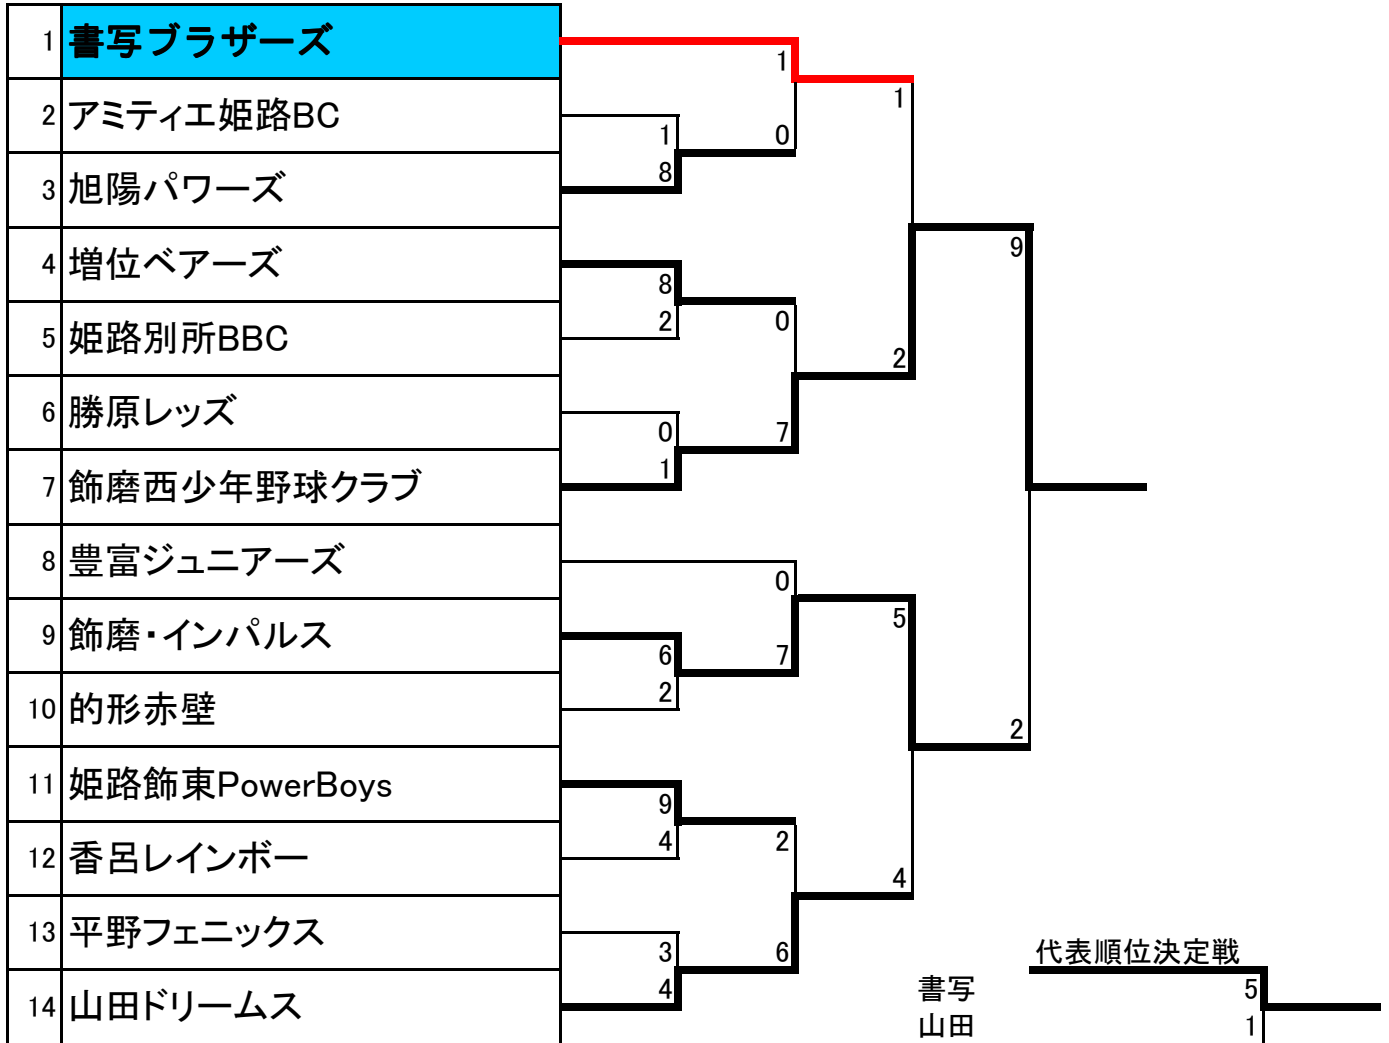 1 書写ブラザーズ
1
1
2 アミティエ姫路BC
1
0
8
3 旭陽パワーズ
9
4 増位ベアーズ
8
2
0
5 姫路別所BBC
2
6 勝原レッズ
0
7
1
7 飾磨西少年野球クラブ
8 豊富ジュニアーズ
0
5
9 飾磨・インパルス
6
7
2
10 的形赤壁
2
11 姫路飾東PowerBoys
9
4
2
12 香呂レインボー
4
13 平野フェニックス
3
6
代表順位決定戦
4
書写
5
14 山田ドリームス
山田
1